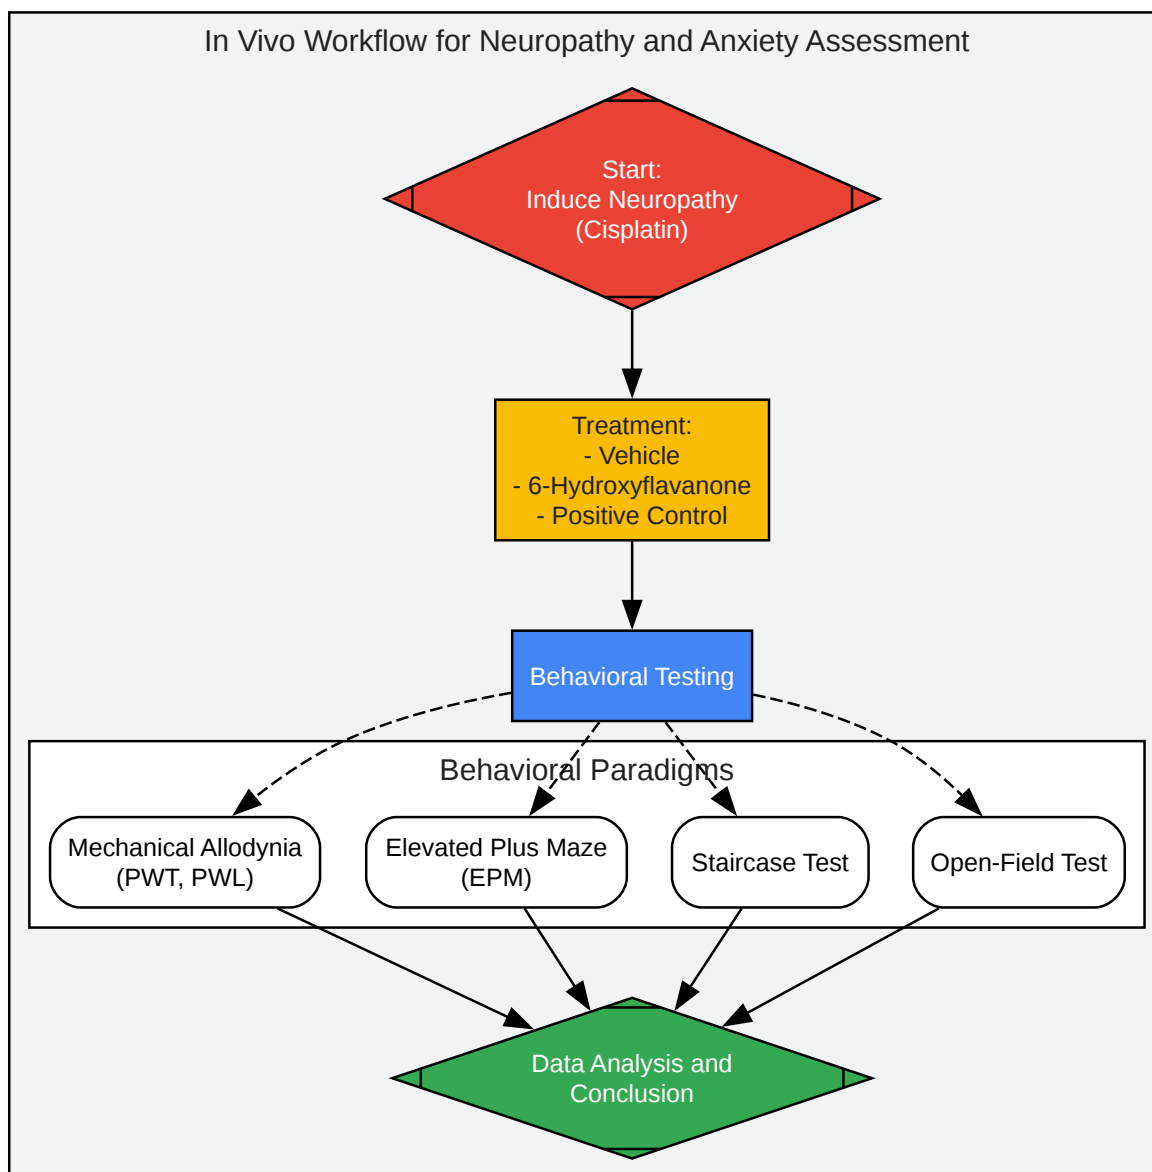 In Vivo Workflow for Neuropathy and Anxiety Assessment
Start:
Induce Neuropathy
(Cisplatin)
Treatment:
- Vehicle
- 6-Hydroxyflavanone
- Positive Control
Behavioral Testing
Behavioral Paradigms
Mechanical Allodynia
(PWT, PWL)
Elevated Plus Maze
(EPM)
Staircase Test
Open-Field Test
Data Analysis and
Conclusion